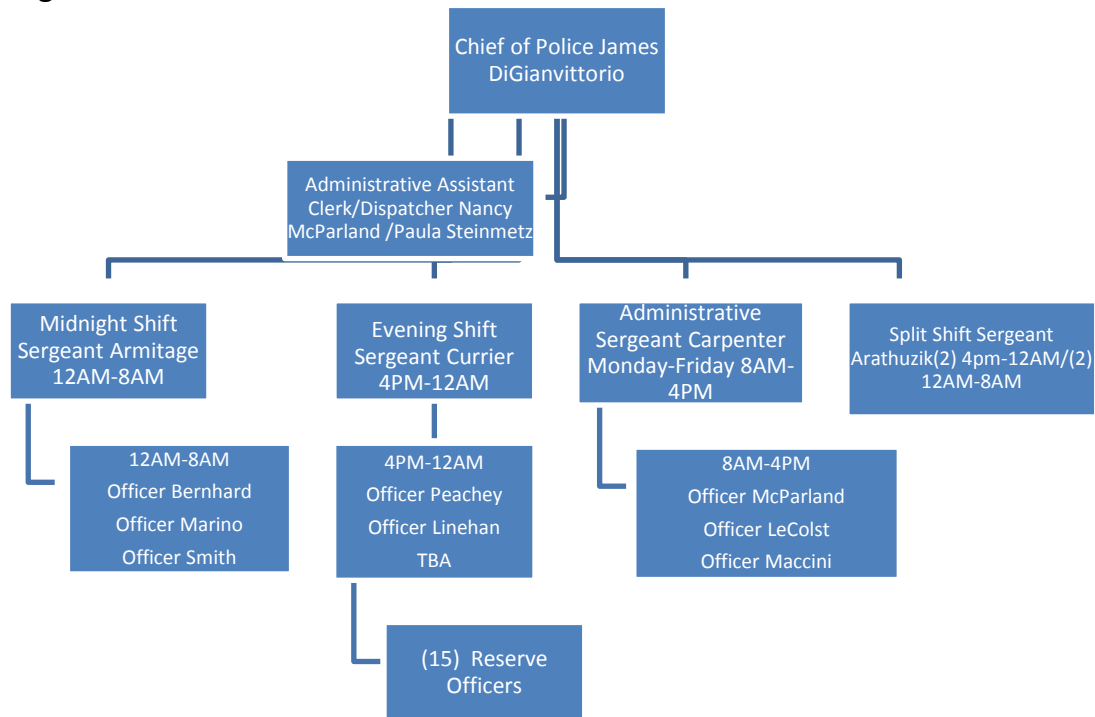 Chief of Police James
DiGianvittorio
Administrative Assistant
Clerk/Dispatcher Nancy
McParland /Paula Steinmetz
Midnight Shift
Sergeant Armitage
12AM-8AM
Evening Shift
Sergeant Currier
4PM-12AM
Administrative
Sergeant Carpenter
Monday-Friday 8AM-
4PM
Split Shift Sergeant
Arathuzik(2) 4pm-12AM/(2)
12AM-8AM
12AM-8AM
Officer Bernhard
Officer Marino
Officer Smith
4PM-12AM
Officer Peachey
Officer Linehan
TBA
8AM-4PM
Officer McParland
Officer LeColst
Officer Maccini
(15) Reserve
Officers